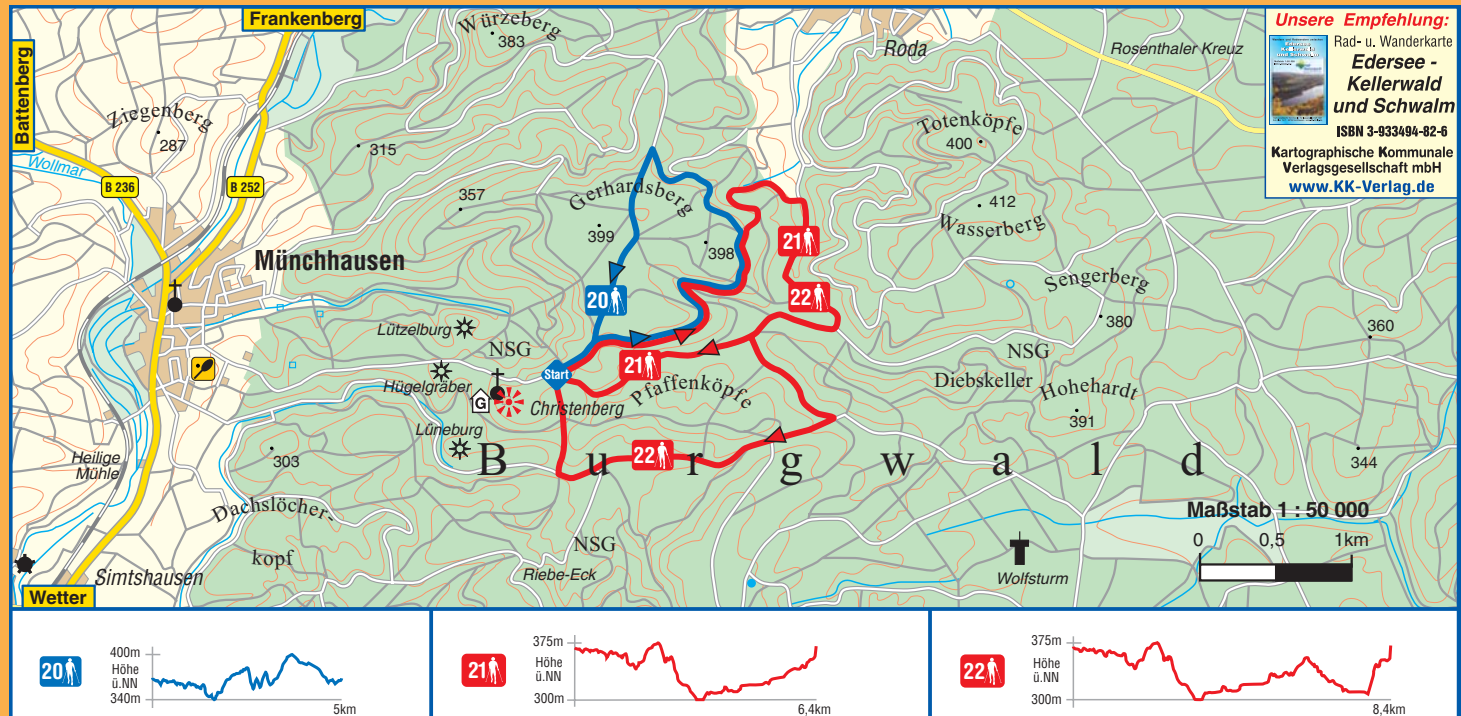 Frankenberg
Battenberg
Würzeberg
383
Roda
Rosenthaler Kreuz
Unsere Empfehlung:
Rad- u. Wanderkarte
Edersee -
Kellerwald
und Schwalm
ISBN 3-933494-82-6
Kartographische Kommunale
Verlagsgesellschaft mbH
www.KK-Verlag.de
Ziegenberg
287
315
Totenköpfe
400
Wollmar
B 236
B 252
357
Gerhardsberg
399
398
412
Wasserberg
21
Münchhausen
20
22
Sengerberg
380
Lützelburg
NSG
360
Start
21
NSG
Diebskeller
Hügelgräber
G
Christenberg
Pfaffenköpfe
Hohehardt
391
Lüneburg
22
Burgwald
303
344
Heilige
Mühle
Dachslöcher-
kopf
Maßstab 1 : 50 000
0 0,5 1km
NSG
Riebe-Eck
Wolfsturm
Simtshausen
Wetter
20
400m
Höhe
ü.NN
340m
5km
21
375m
Höhe
ü.NN
300m
6,4km
22
375m
Höhe
ü.NN
300m
8,4km